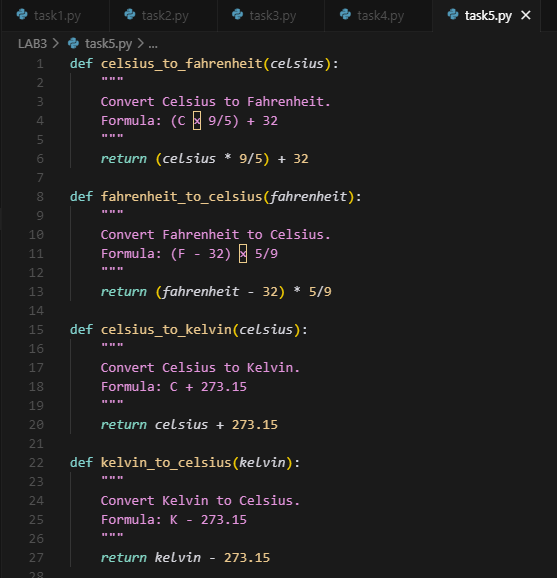 task1.py task2.py task3.py task4.py task5.py
LAB3 > task5.py > ...
1 def celsius_to_fahrenheit(celsius):
2 """
3 Convert Celsius to Fahrenheit.
4 Formula: (C × 9/5) + 32
5 """
6 return (celsius * 9/5) + 32
7
8 def fahrenheit_to_celsius(fahrenheit):
9 """
10 Convert Fahrenheit to Celsius.
11 Formula: (F - 32) × 5/9
12 """
13 return (fahrenheit - 32) * 5/9
14
15 def celsius_to_kelvin(celsius):
16 """
17 Convert Celsius to Kelvin.
18 Formula: C + 273.15
19 """
20 return celsius + 273.15
21
22 def kelvin_to_celsius(kelvin):
23 """
24 Convert Kelvin to Celsius.
25 Formula: K - 273.15
26 """
27 return kelvin - 273.15
28